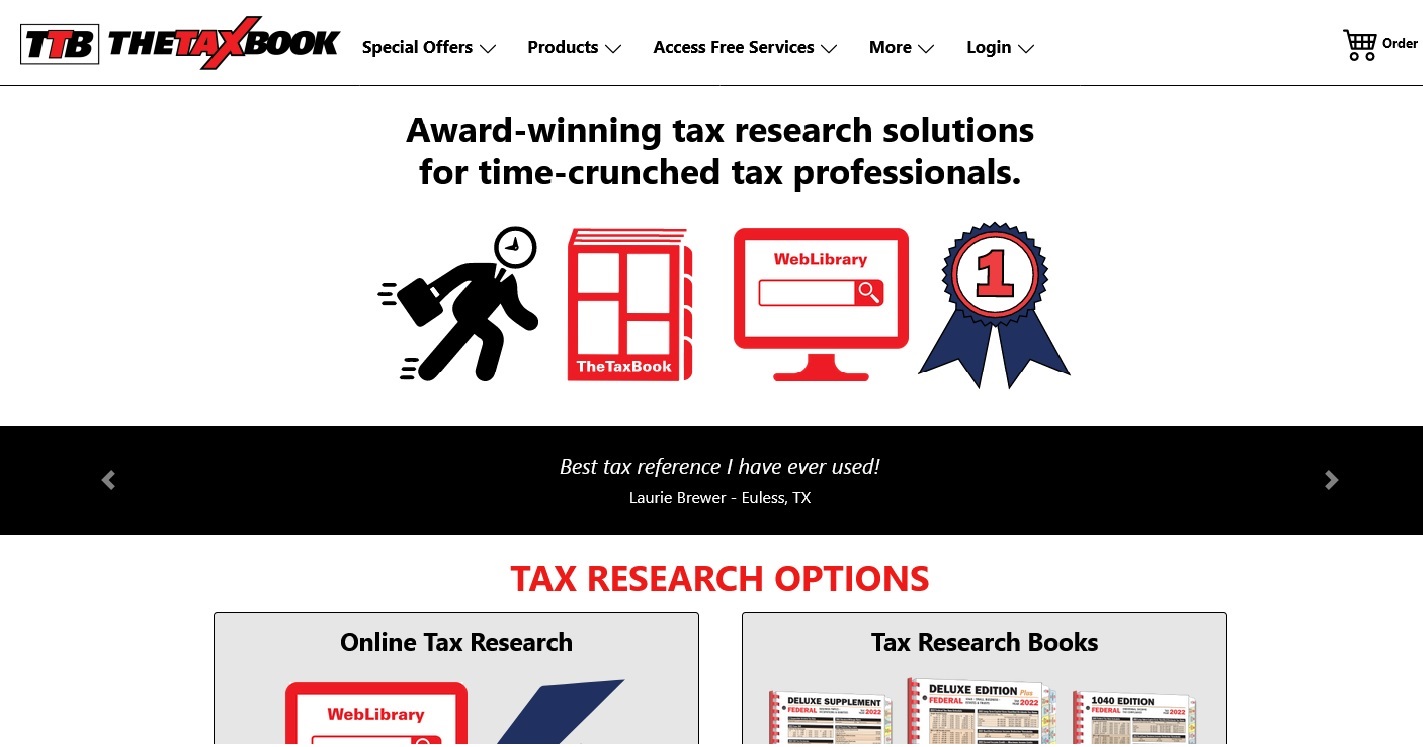 TTB THETAXBOOK
Special Offers
Products
Access Free Services
More
Login
Order
Award-winning tax research solutions
for time-crunched tax professionals.
TheTaxBook
WebLibrary
1
Best tax reference I have ever used!
Laurie Brewer - Euless, TX
TAX RESEARCH OPTIONS
Online Tax Research
WebLibrary
Tax Research Books
DELUXE SUPPLEMENT
FEDERAL
2022
DELUXE EDITION Plus
FEDERAL
2022
1040 EDITION
FEDERAL
2022